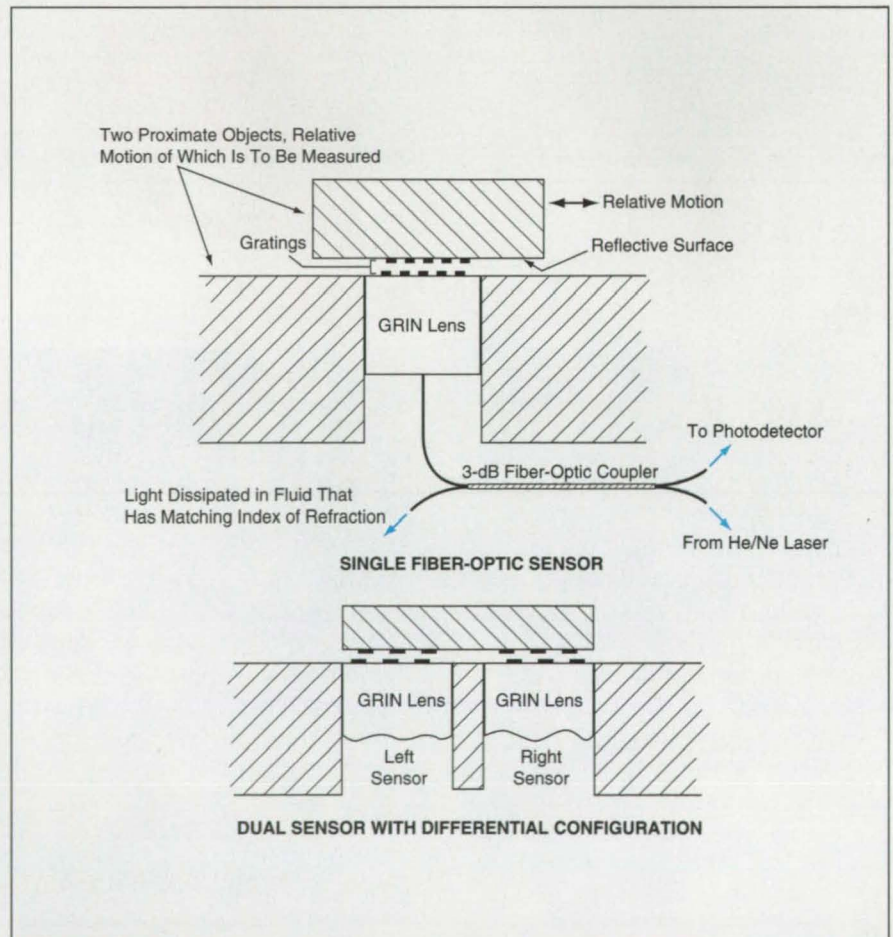 Two Proximate Objects, Relative
Motion of Which Is To Be Measured
Relative Motion
Gratings
Reflective Surface
GRIN Lens
To Photodetector
3-dB Fiber-Optic Coupler
Light Dissipated in Fluid That
Has Matching Index of Refraction
From He/Ne Laser
SINGLE FIBER-OPTIC SENSOR
GRIN Lens
GRIN Lens
Left
Sensor
Right
Sensor
DUAL SENSOR WITH DIFFERENTIAL CONFIGURATION